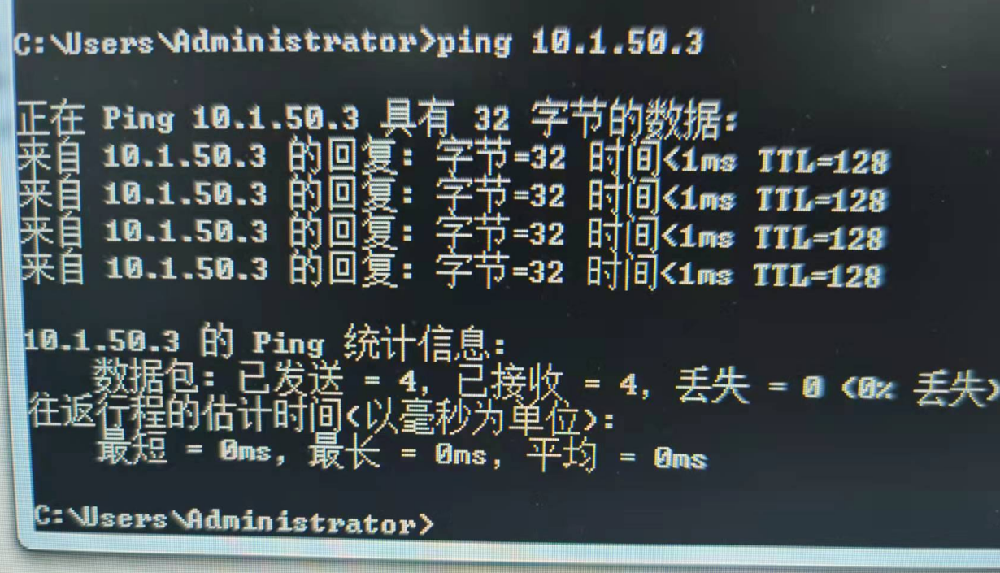 C:\Users\Administrator>ping 10.1.50.3
正在 Ping 10.1.50.3 具有 32 字节的数据:
来自 10.1.50.3 的回复: 字节=32 时间<1ms TTL=128
来自 10.1.50.3 的回复: 字节=32 时间<1ms TTL=128
来自 10.1.50.3 的回复: 字节=32 时间<1ms TTL=128
来自 10.1.50.3 的回复: 字节=32 时间<1ms TTL=128
10.1.50.3 的 Ping 统计信息:
数据包: 已发送 = 4, 已接收 = 4, 丢失 = 0 (0% 丢失)
往返行程的估计时间(以毫秒为单位):
最短 = 0ms, 最长 = 0ms, 平均 = 0ms
C:\Users\Administrator>